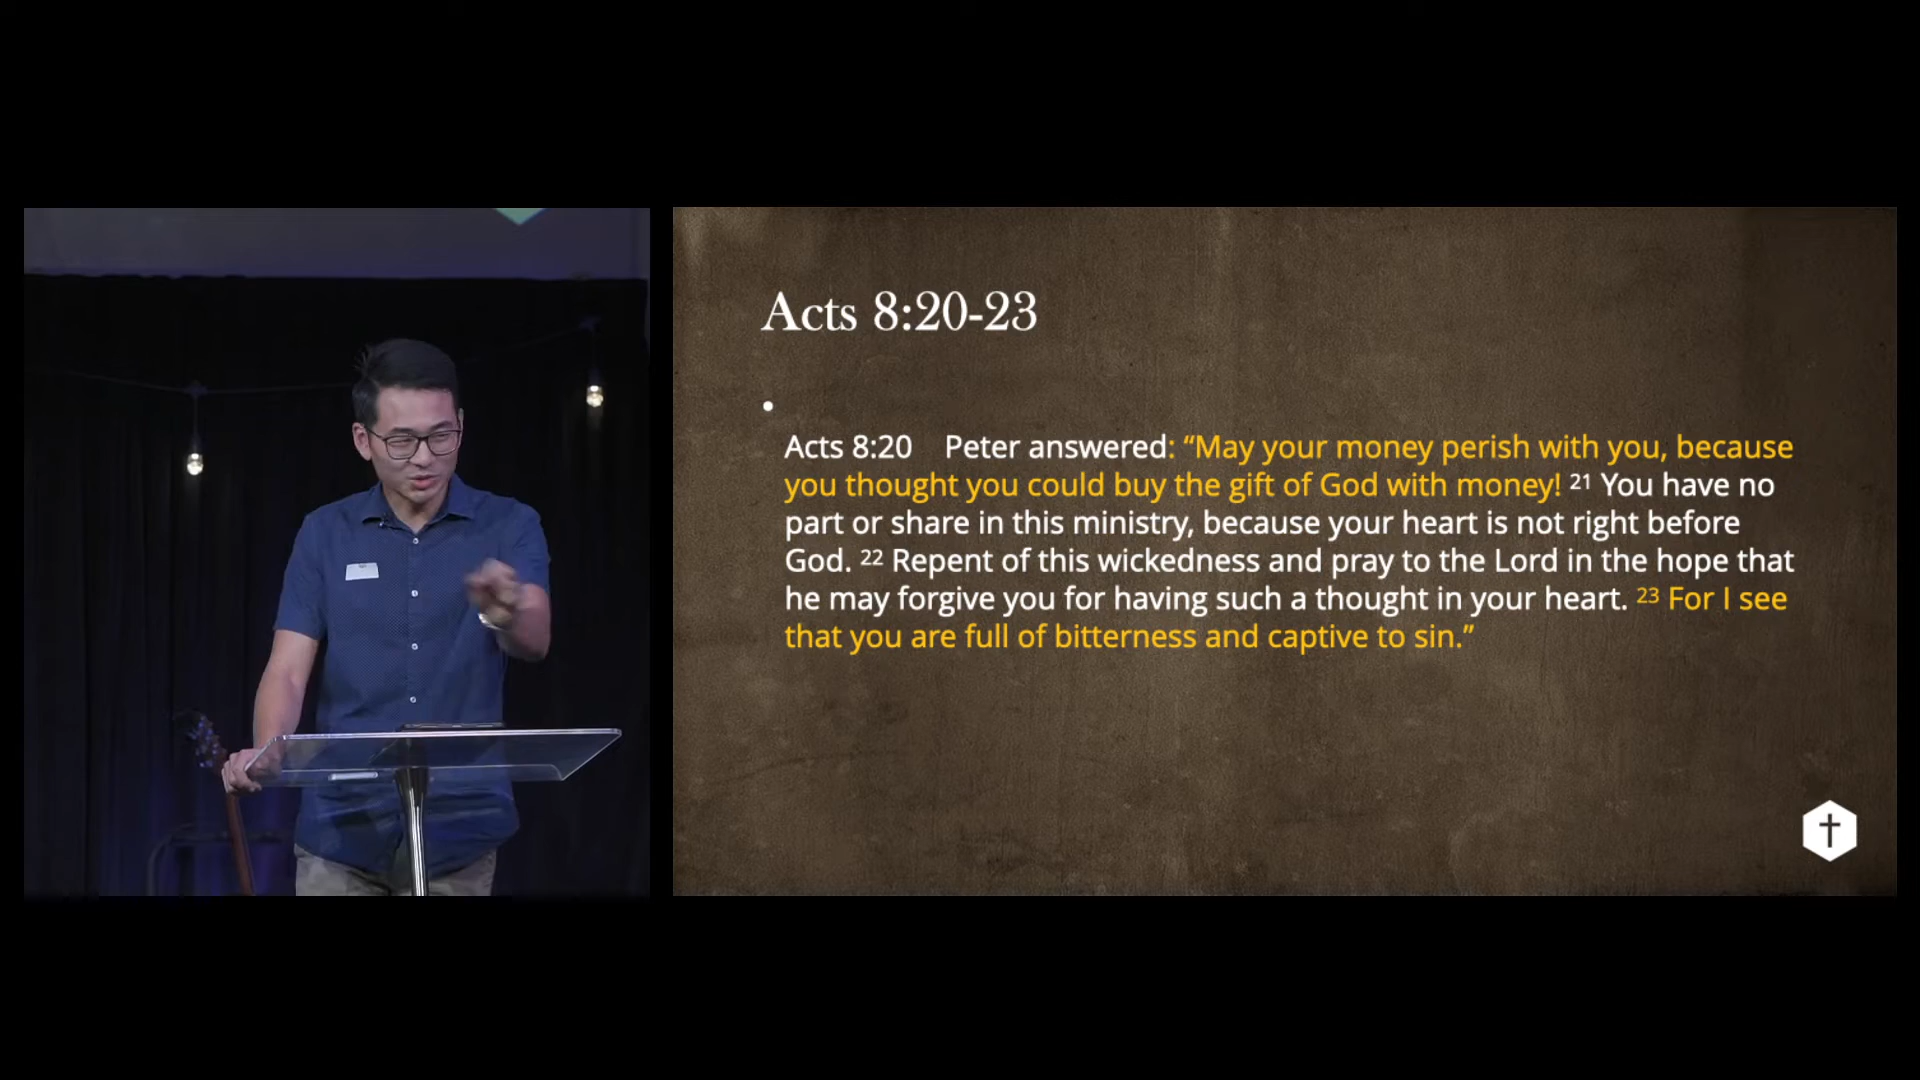 Acts 8:20-23
Acts 8:20 Peter answered: “May your money perish with you, because
you thought you could buy the gift of God with money! 21 You have no
part or share in this ministry, because your heart is not right before
God. 22 Repent of this wickedness and pray to the Lord in the hope that
he may forgive you for having such a thought in your heart. 23 For I see
that you are full of bitterness and captive to sin.”